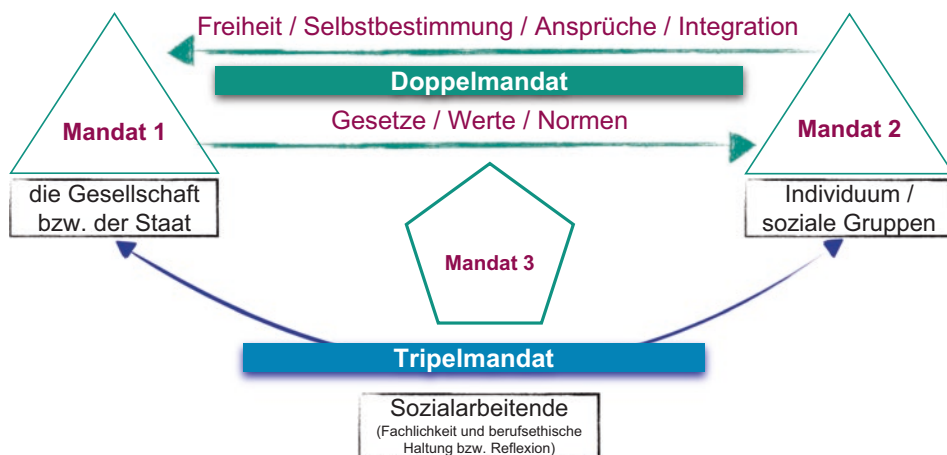 Freiheit / Selbstbestimmung / Ansprüche / Integration
Doppelmandat
Gesetze / Werte / Normen
Mandat 1
Mandat 2
die Gesellschaft
bzw. der Staat
Individuum /
soziale Gruppen
Mandat 3
Tripelmandat
Sozialarbeitende
(Fachlichkeit und berufsethische
Haltung bzw. Reflexion)